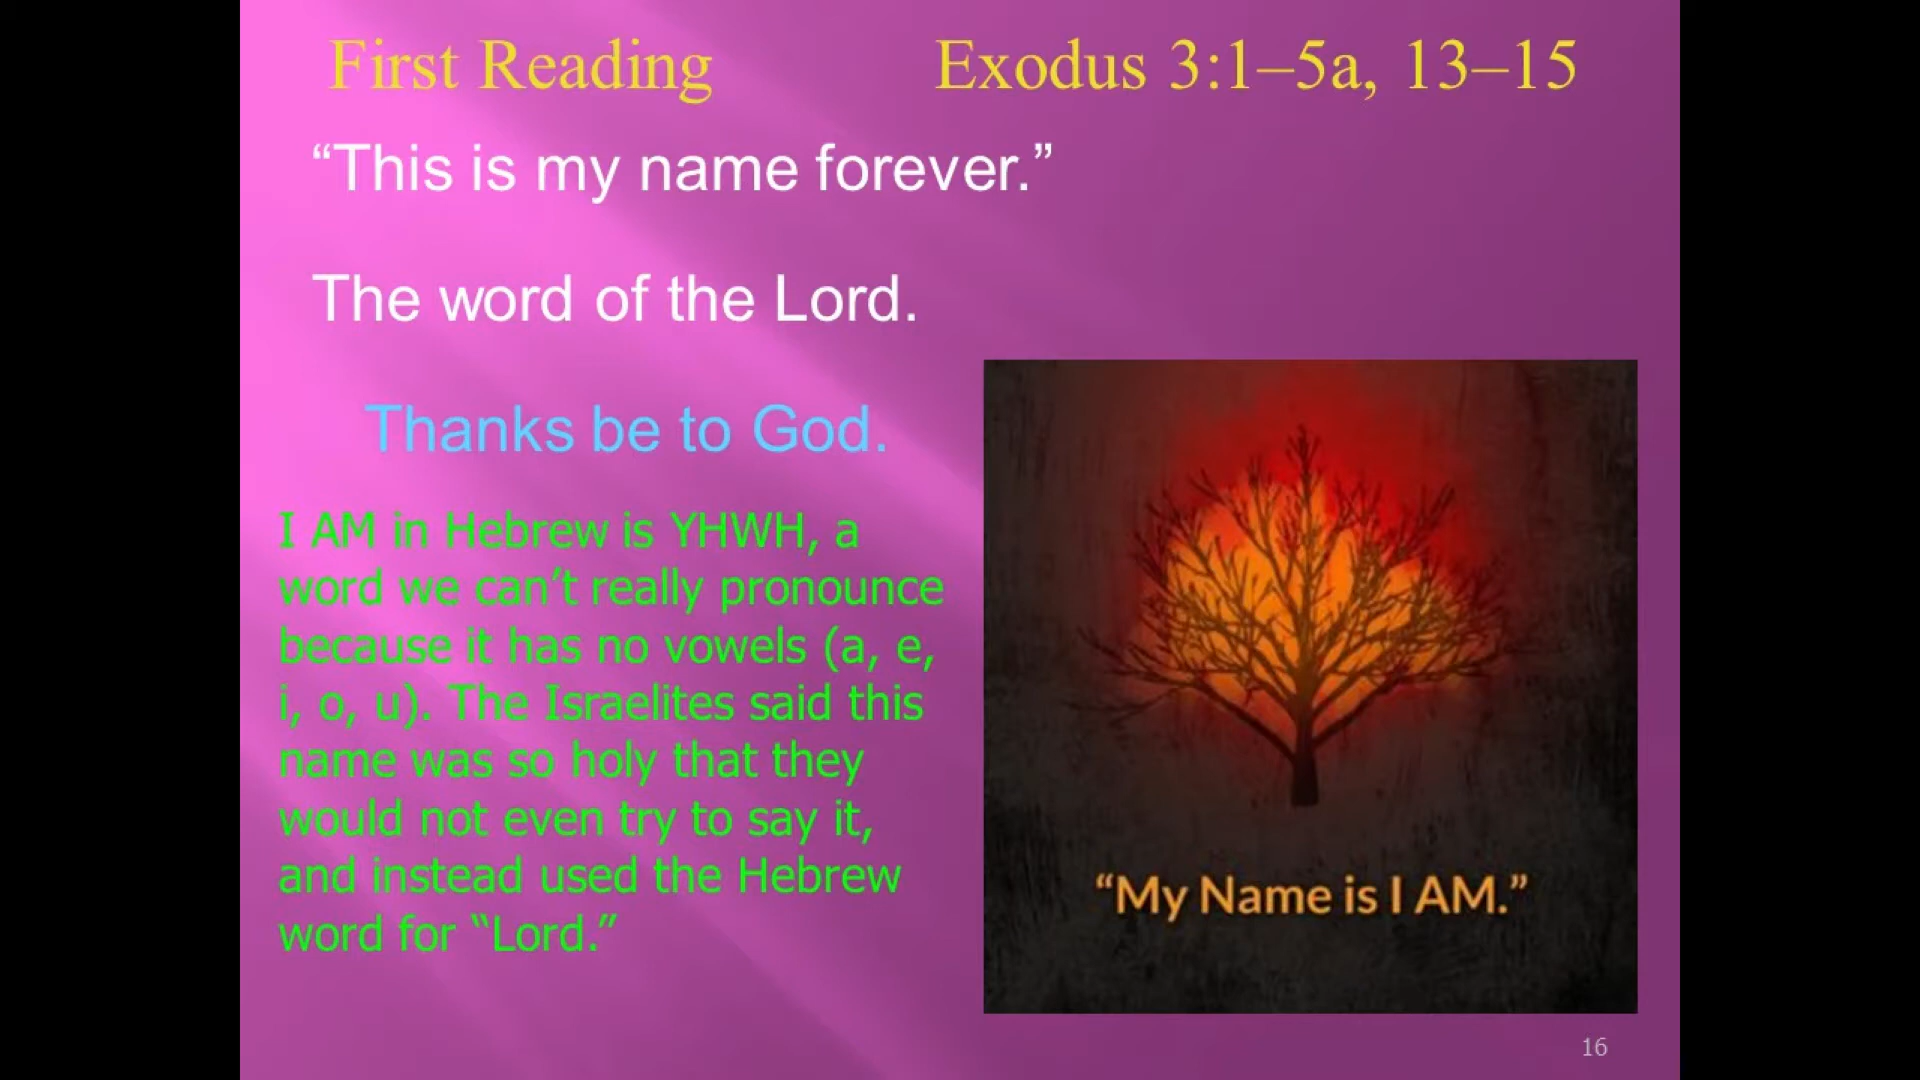 First Reading Exodus 3:1–5a, 13–15
“This is my name forever.”
The word of the Lord.
Thanks be to God.
I AM in Hebrew is YHWH, a
word we can’t really pronounce
because it has no vowels (a, e,
i, o, u). The Israelites said this
name was so holy that they
would not even try to say it,
and instead used the Hebrew
word for “Lord.”
“My Name is I AM.”
16